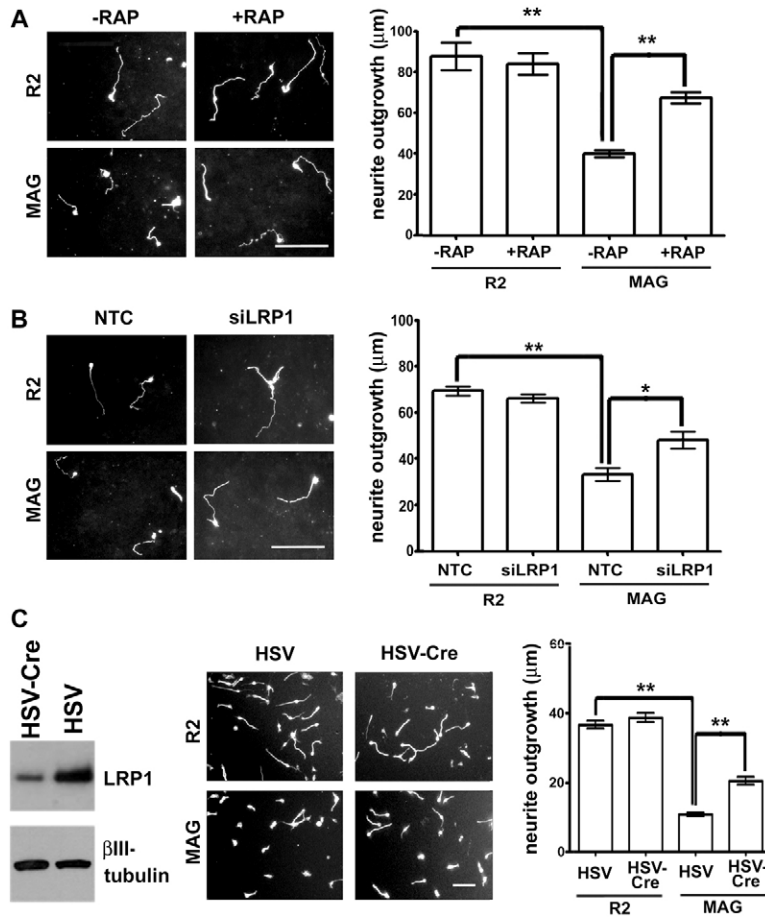 A
-RAP +RAP
R2
MAG
neurite outgrowth (μm)
100
80
60
40
20
0
**
**
-RAP +RAP -RAP +RAP
R2 MAG
B
NTC siLRP1
R2
MAG
neurite outgrowth (μm)
100
80
60
40
20
0
**
*
NTC siLRP1 NTC siLRP1
R2 MAG
C
HSV-Cre HSV
LRP1
βIII-
tubulin
HSV HSV-Cre
R2
MAG
neurite outgrowth (μm)
60
40
20
0
**
**
HSV HSV- HSV HSV-
Cre Cre
R2 MAG